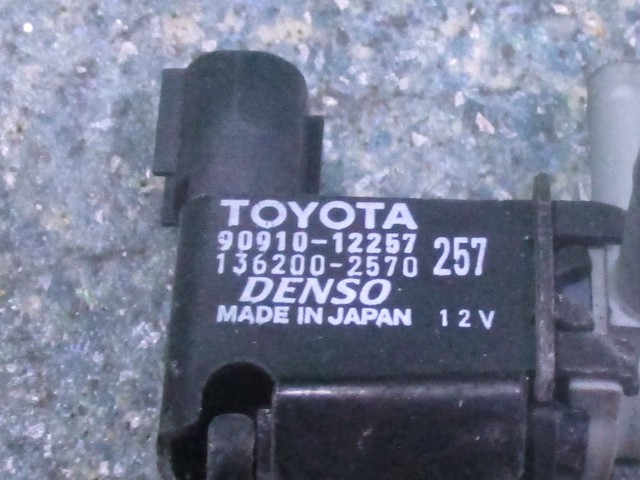 TOYOTA
90910-12257
136200-2570 257
DENSO
MADE IN JAPAN 12V